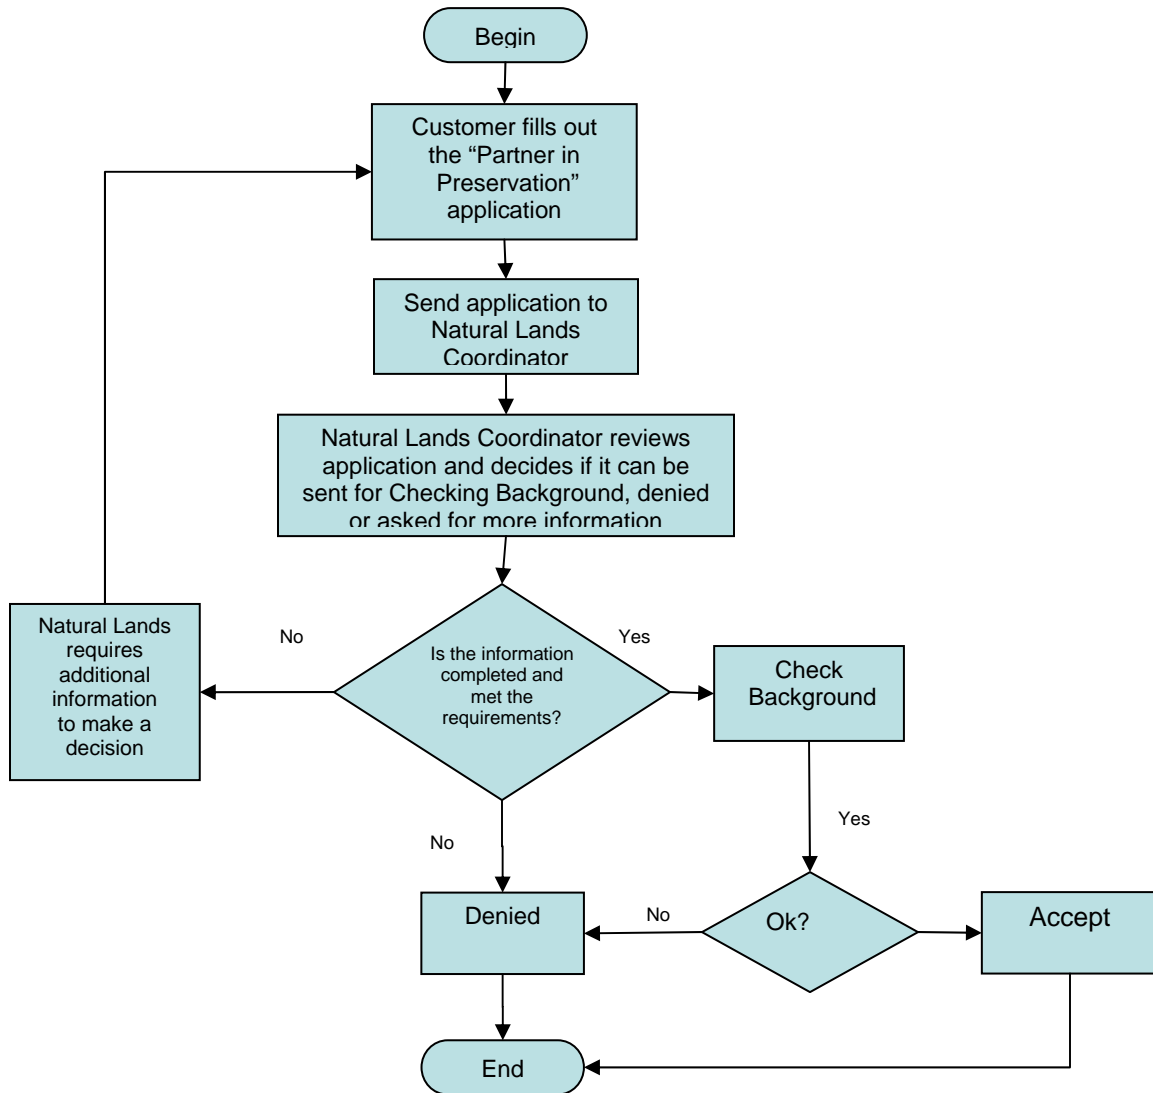 Begin
Customer fills out
the “Partner in
Preservation”
application
Send application to
Natural Lands
Coordinator
Natural Lands Coordinator reviews
application and decides if it can be
sent for Checking Background, denied
or asked for more information
Natural Lands
requires
additional
information
to make a
decision
No
Is the information
completed and
met the
requirements?
Yes
Check
Background
No
Yes
Denied
No
Ok?
Accept
End